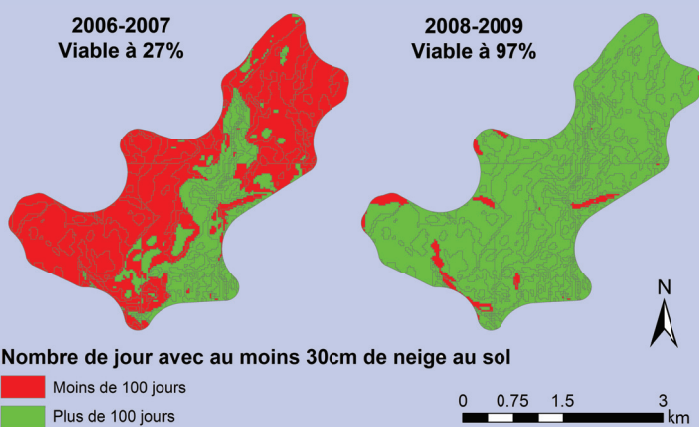 2006-2007
Viable à 27%
2008-2009
Viable à 97%
N
Nombre de jour avec au moins 30cm de neige au sol
Moins de 100 jours
Plus de 100 jours
0 0.75 1.5 3
km